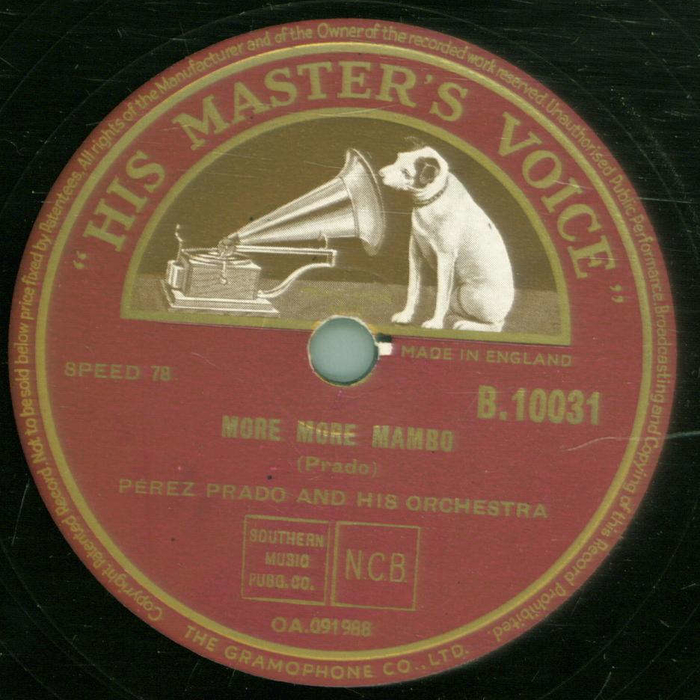 Copyright. Patented Record Not to be sold below price fixed by Patentees. All rights of the Manufacturer and of the Owner of the recorded work reserved. Unauthorised Public Performance Broadcasting and Copying of this Record Prohibited.
"HIS MASTER'S VOICE"
MADE IN ENGLAND
SPEED 78
B.10031
MORE MORE MAMBO
(Prado)
PÉREZ PRADO AND HIS ORCHESTRA
SOUTHERN
MUSIC
PUBG. CO.
N.C.B.
OA.091988
THE GRAMOPHONE CO., LTD.